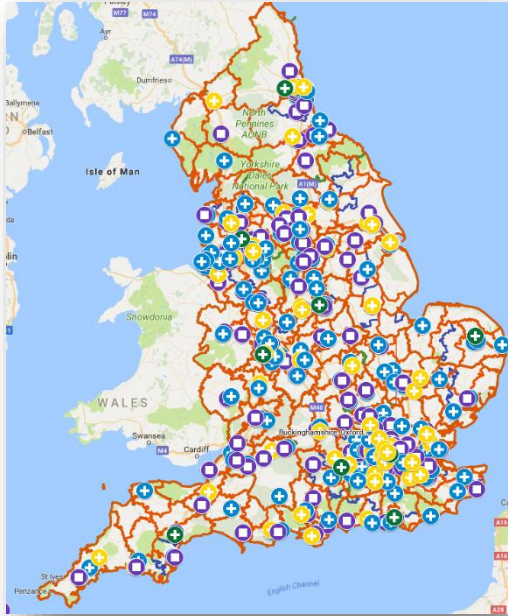 M77
M74
Ayr
A74(M)
Dumfries
Ballymena
Belfast
North
Pennines
AONB
Isle of Man
Yorkshire
Dales
National Park
A1(M)
Snowdonia
WALES
M40
Buckinghamshire, Oxford
Swansea
Cardiff
M4
St Ives
Penzance
English Channel
A28